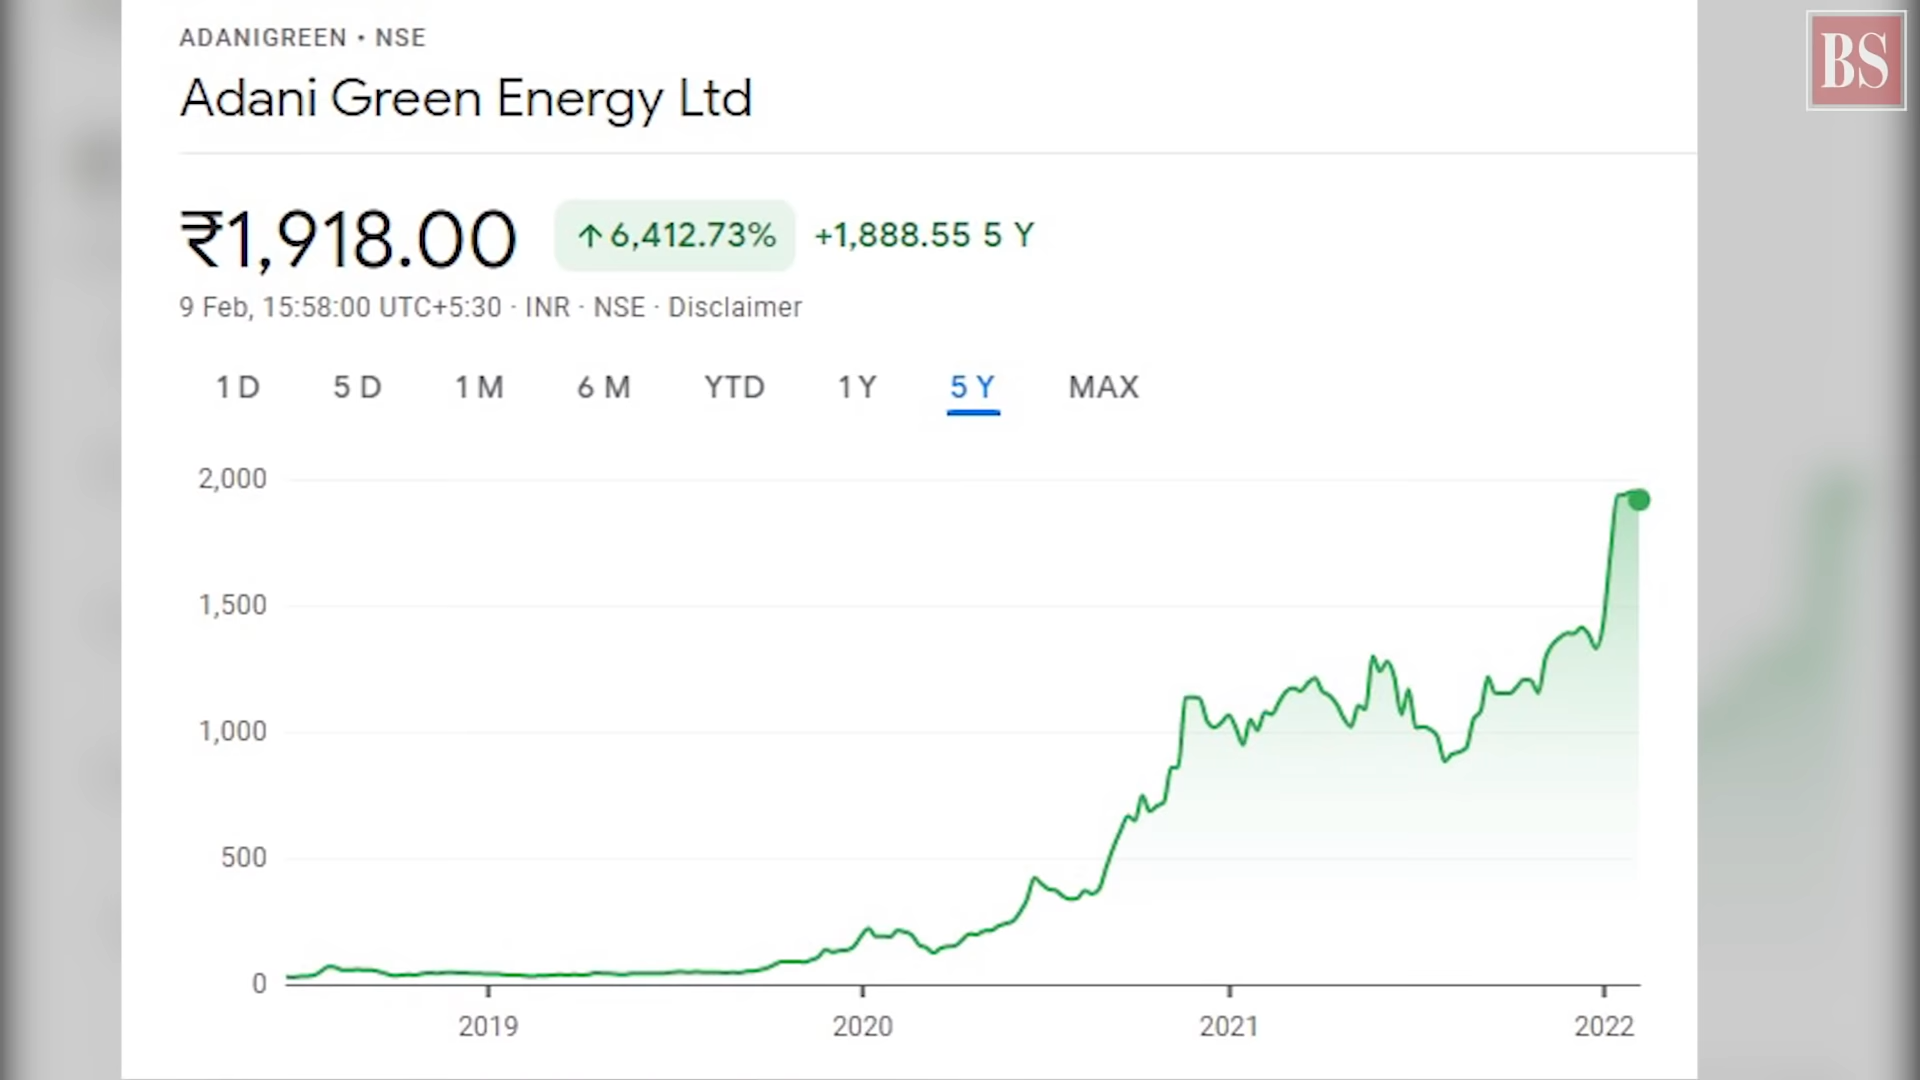 BS
ADANIGREEN • NSE
Adani Green Energy Ltd
₹1,918.00 ↑6,412.73% +1,888.55 5 Y
9 Feb, 15:58:00 UTC+5:30 · INR · NSE · Disclaimer
1 D 5 D 1 M 6 M YTD 1 Y 5 Y MAX
2,000
1,500
1,000
500
0
2019 2020 2021 2022